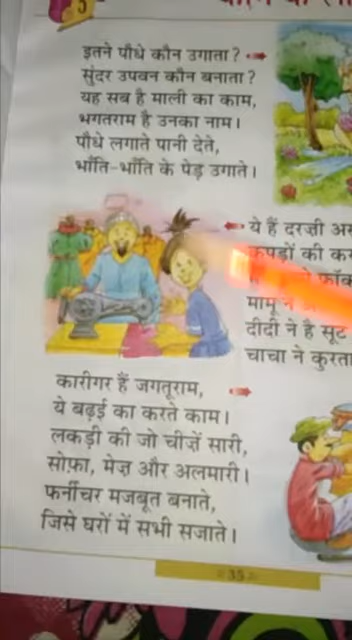 इतने पौधे कौन उगाता?
सुंदर उपवन कौन बनाता?
यह सब है माली का काम,
भगतराम है उनका नाम।
पौधे लगाते पानी देते,
भाँति-भाँति के पेड़ उगाते।
ये हैं दरज़ी
कपड़ों की
मामू ने
दीदी ने है सूट
चाचा ने कुरता
कारीगर हैं जगतूराम,
ये बढ़ई का करते काम।
लकड़ी की जो चीज़ें सारी,
सोफ़ा, मेज़ और अलमारी।
फर्नीचर मजबूत बनाते,
जिसे घरों में सभी सजाते।
35